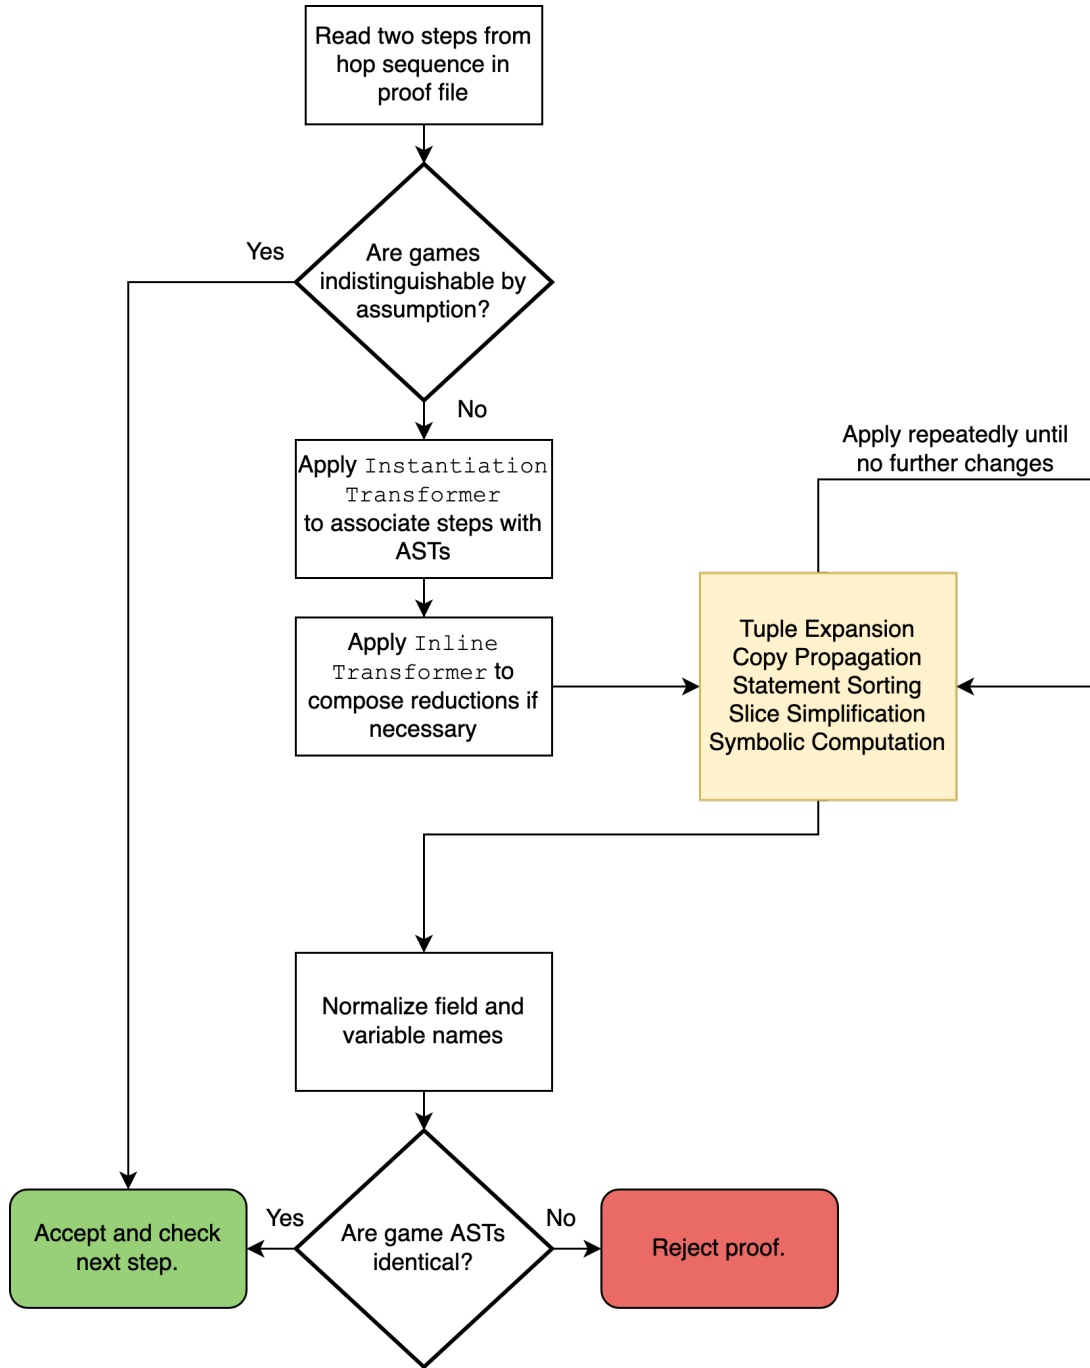 Read two steps from
hop sequence in
proof file
Yes
Are games
indistinguishable by
assumption?
No
Apply Instantiation
Transformer
to associate steps with
ASTs
Apply repeatedly until
no further changes
Apply Inline
Transformer to
compose reductions if
necessary
Tuple Expansion
Copy Propagation
Statement Sorting
Slice Simplification
Symbolic Computation
Normalize field and
variable names
Accept and check
next step.
Yes
Are game ASTs
identical?
No
Reject proof.